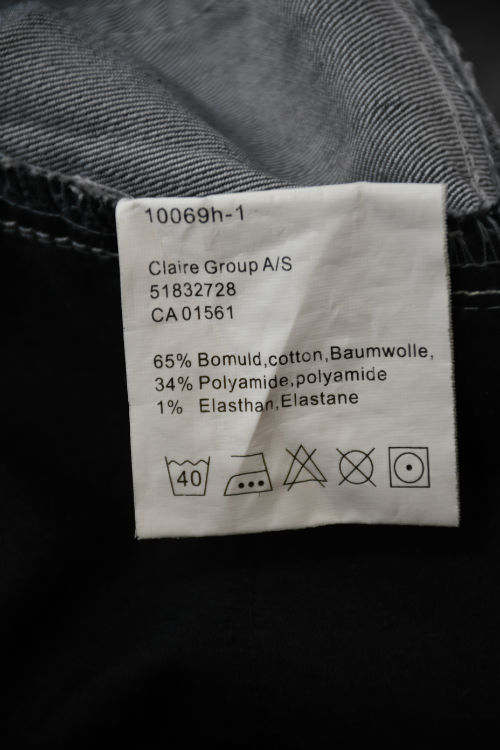 10069h-1
Claire Group A/S
51832728
CA 01561
65% Bomuld,cotton,Baumwolle,
34% Polyamide,polyamide
1% Elasthan,Elastane
40